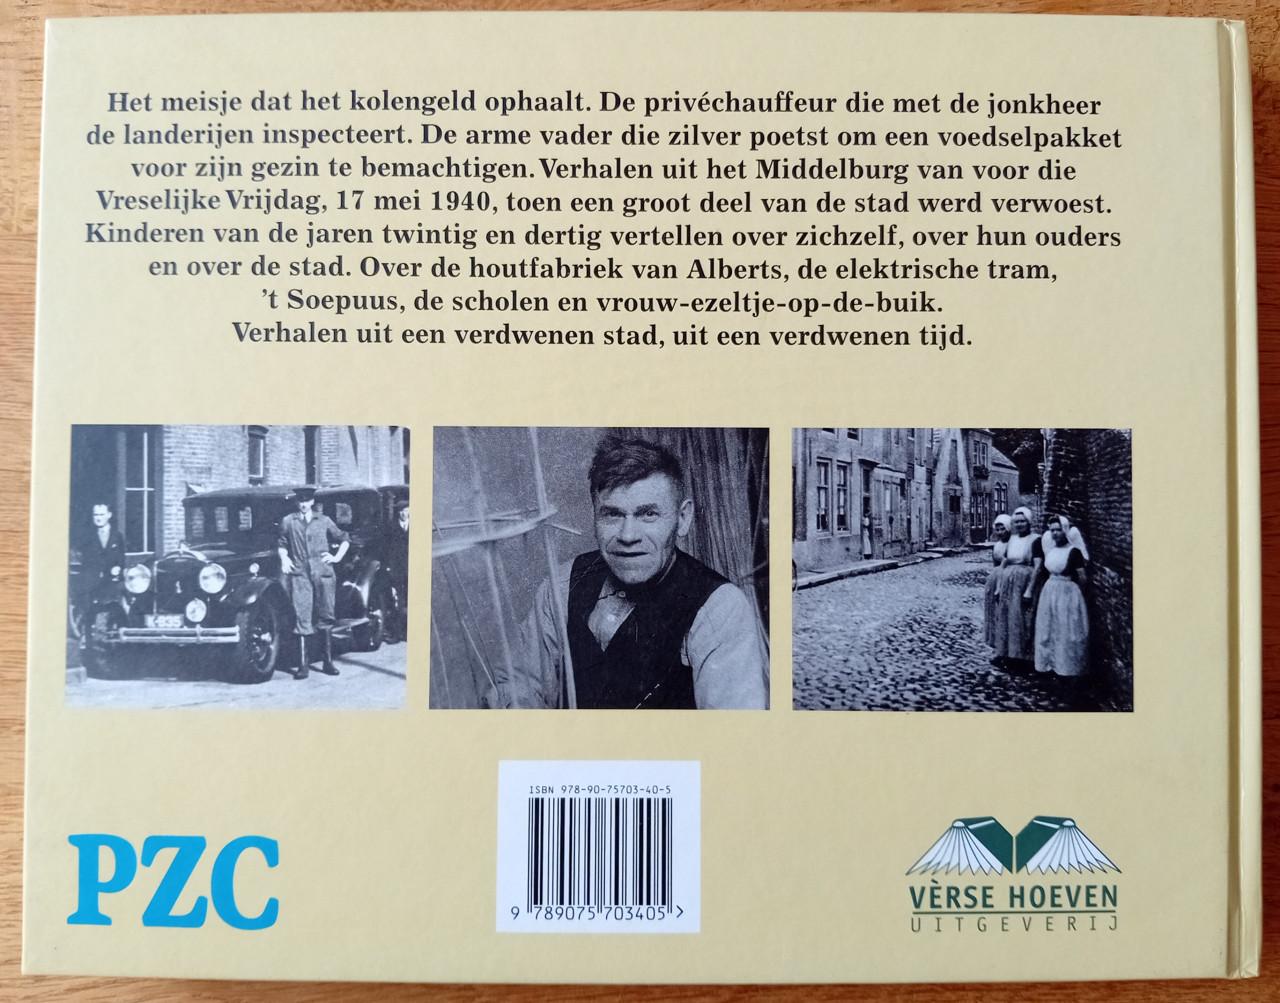 Het meisje dat het kolengeld ophaalt. De privéchauffeur die met de jonkheer
de landerijen inspecteert. De arme vader die zilver poetst om een voedselpakket
voor zijn gezin te bemachtigen. Verhalen uit het Middelburg van voor die
Vreselijke Vrijdag, 17 mei 1940, toen een groot deel van de stad werd verwoest.
Kinderen van de jaren twintig en dertig vertellen over zichzelf, over hun ouders
en over de stad. Over de houtfabriek van Alberts, de elektrische tram,
't Soepuus, de scholen en vrouw-ezeltje-op-de-buik.
Verhalen uit een verdwenen stad, uit een verdwenen tijd.
K-935
PZC
ISBN 978-90-75703-40-5
9 789075 703405 >
VÈRSE HOEVEN
UITGEVERIJ